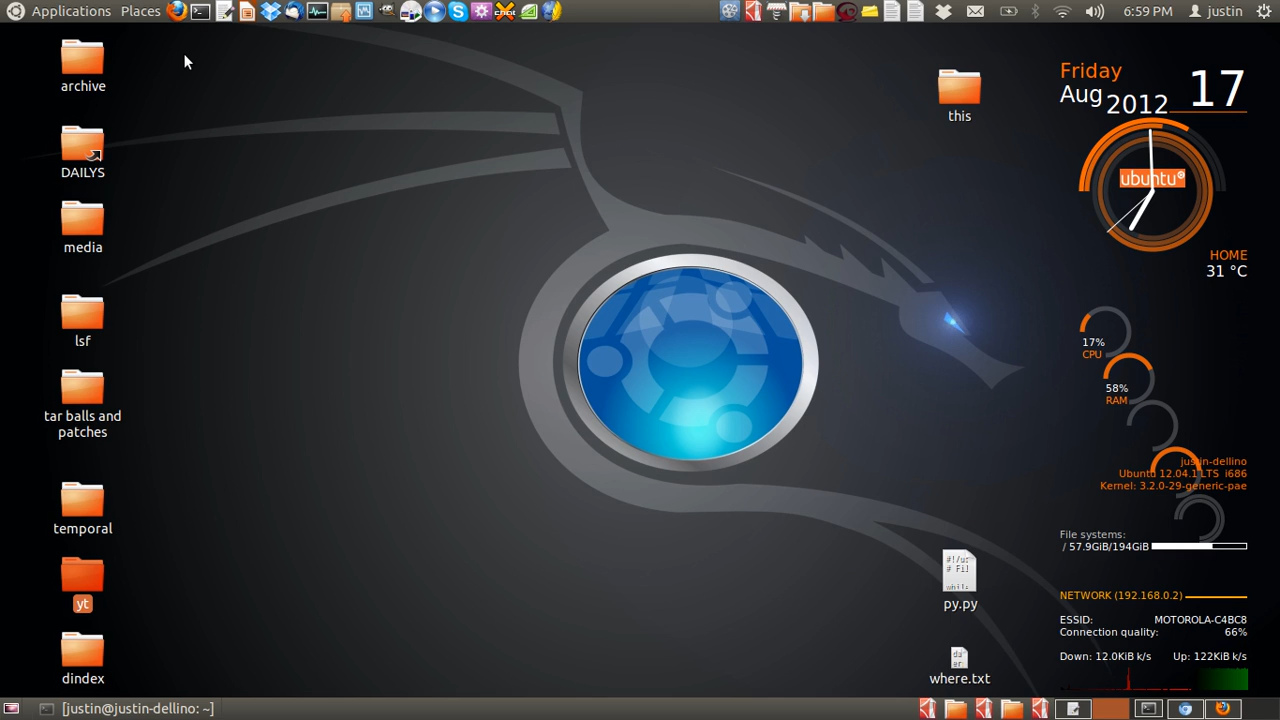 Applications Places
6:59 PM justin
archive
DAILYS
media
lsf
tar balls and
patches
temporal
yt
dindex
this
py.py
where.txt
Friday
Aug 2012 17
ubuntu®
HOME
31 °C
17%
CPU
58%
RAM
justin-dellino
Ubuntu 12.04.1 LTS i686
Kernel: 3.2.0-29-generic-pae
File systems:
/ 57.9GiB/194GiB
NETWORK (192.168.0.2)
ESSID: MOTOROLA-C4BC8
Connection quality: 66%
Down: 12.0KiB k/s Up: 122KiB k/s
[justin@justin-dellino: ~]